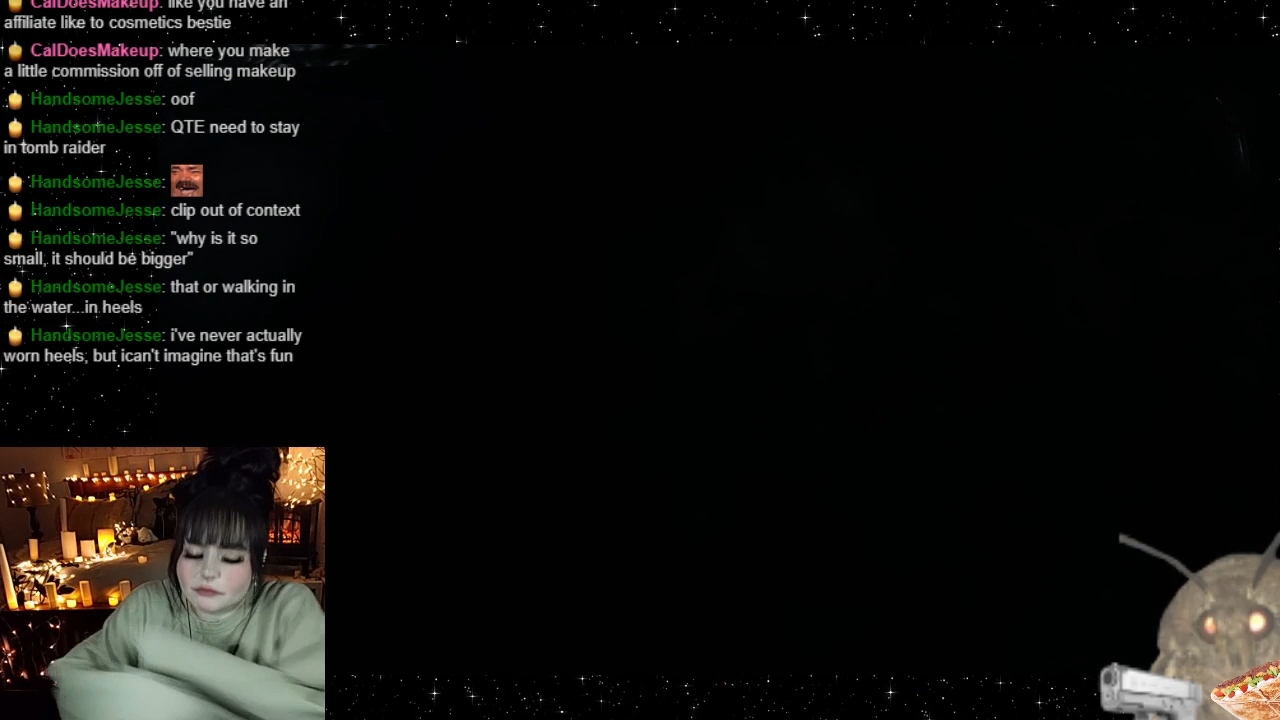 CalDoesMakeup: like you have an
affiliate like to cosmetics bestie
CalDoesMakeup: where you make
a little commission off of selling makeup
HandsomeJesse: oof
HandsomeJesse: QTE need to stay
in tomb raider
HandsomeJesse:
HandsomeJesse: clip out of context
HandsomeJesse: "why is it so
small, it should be bigger"
HandsomeJesse: that or walking in
the water...in heels
HandsomeJesse: i've never actually
worn heels, but ican't imagine that's fun